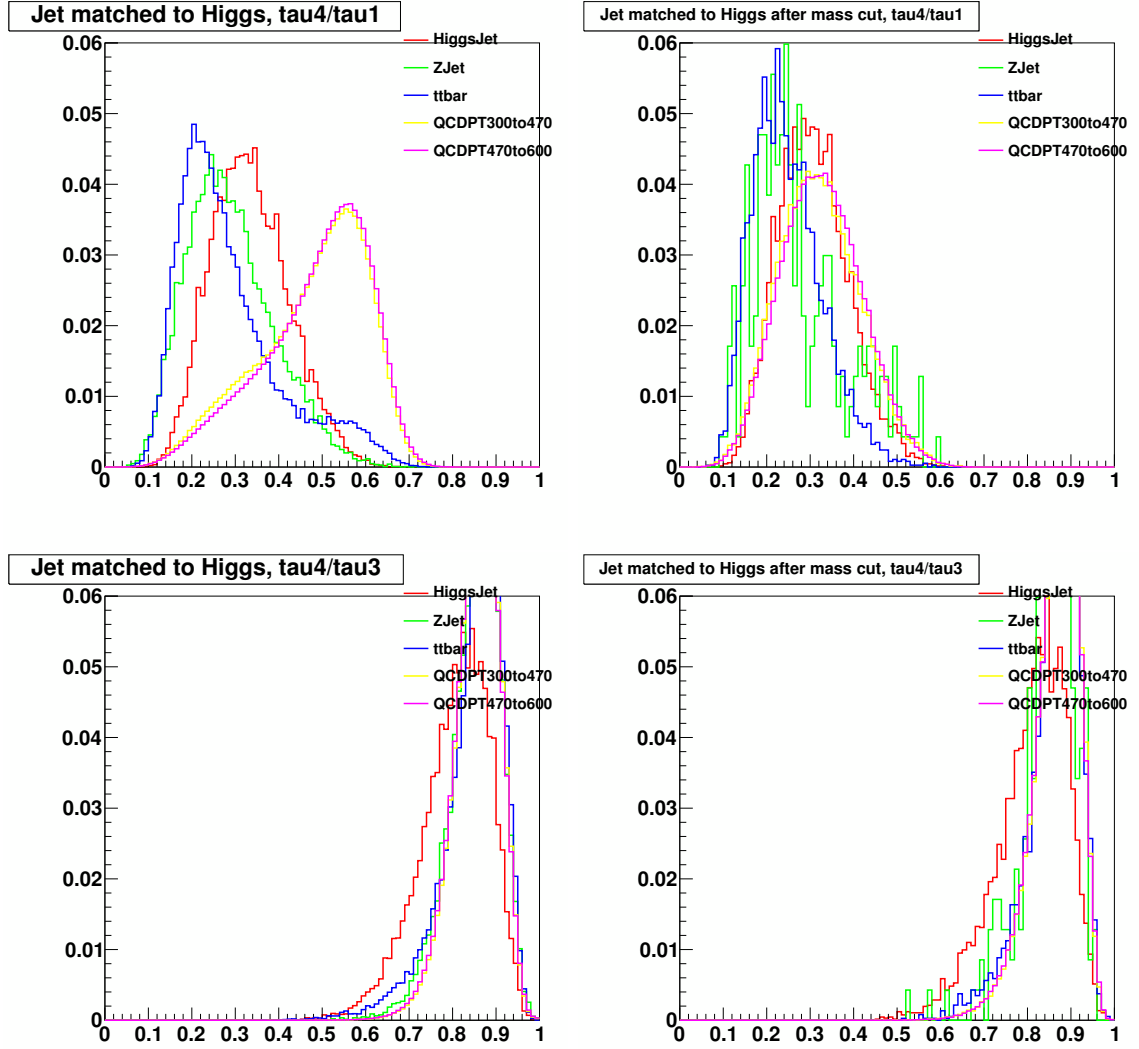 Jet matched to Higgs, tau4/tau1
HiggsJet
ZJet
ttbar
QCDPT300to470
QCDPT470to600
0.06
0.05
0.04
0.03
0.02
0.01
0
0 0.1 0.2 0.3 0.4 0.5 0.6 0.7 0.8 0.9 1
Jet matched to Higgs after mass cut, tau4/tau1
HiggsJet
ZJet
ttbar
QCDPT300to470
QCDPT470to600
0.06
0.05
0.04
0.03
0.02
0.01
0
0 0.1 0.2 0.3 0.4 0.5 0.6 0.7 0.8 0.9 1
Jet matched to Higgs, tau4/tau3
HiggsJet
ZJet
ttbar
QCDPT300to470
QCDPT470to600
0.06
0.05
0.04
0.03
0.02
0.01
0
0 0.1 0.2 0.3 0.4 0.5 0.6 0.7 0.8 0.9 1
Jet matched to Higgs after mass cut, tau4/tau3
HiggsJet
ZJet
ttbar
QCDPT300to470
QCDPT470to600
0.06
0.05
0.04
0.03
0.02
0.01
0
0 0.1 0.2 0.3 0.4 0.5 0.6 0.7 0.8 0.9 1